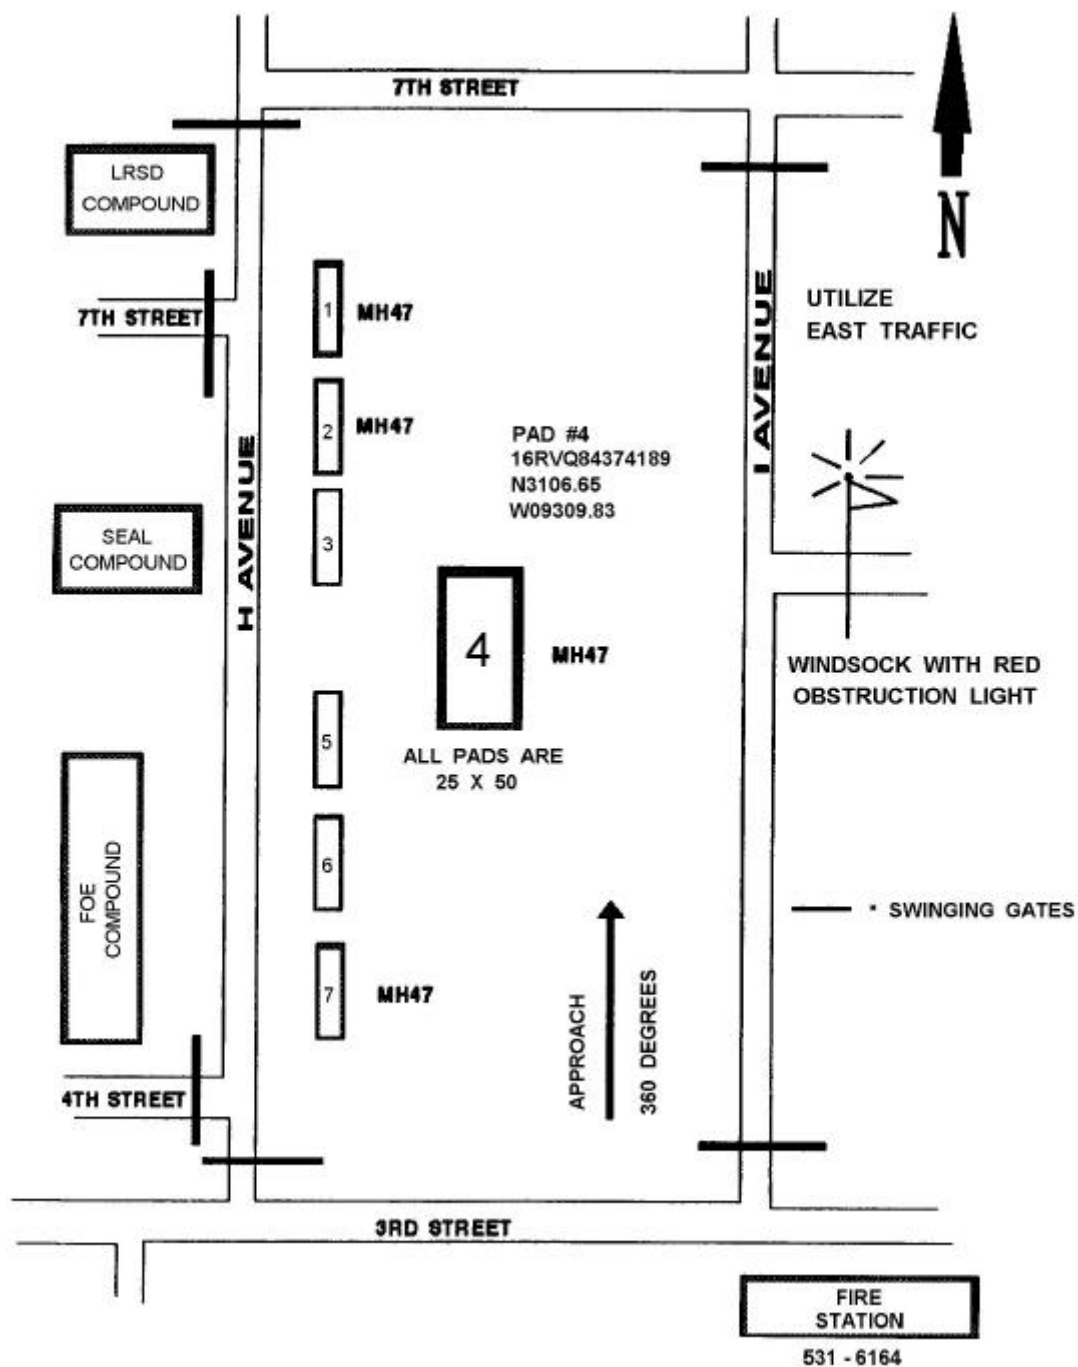 7TH STREET
LRSD
COMPOUND
N
7TH STREET
1
MH47
I AVENUE
UTILIZE
EAST TRAFFIC
2
MH47
PAD #4
16RVQ84374189
N3106.65
W09309.83
H AVENUE
SEAL
COMPOUND
3
4
MH47
WINDSOCK WITH RED
OBSTRUCTION LIGHT
5
ALL PADS ARE
25 X 50
FOE
COMPOUND
6
SWINGING GATES
7
MH47
APPROACH
360 DEGREES
4TH STREET
3RD STREET
FIRE
STATION
531 - 6164